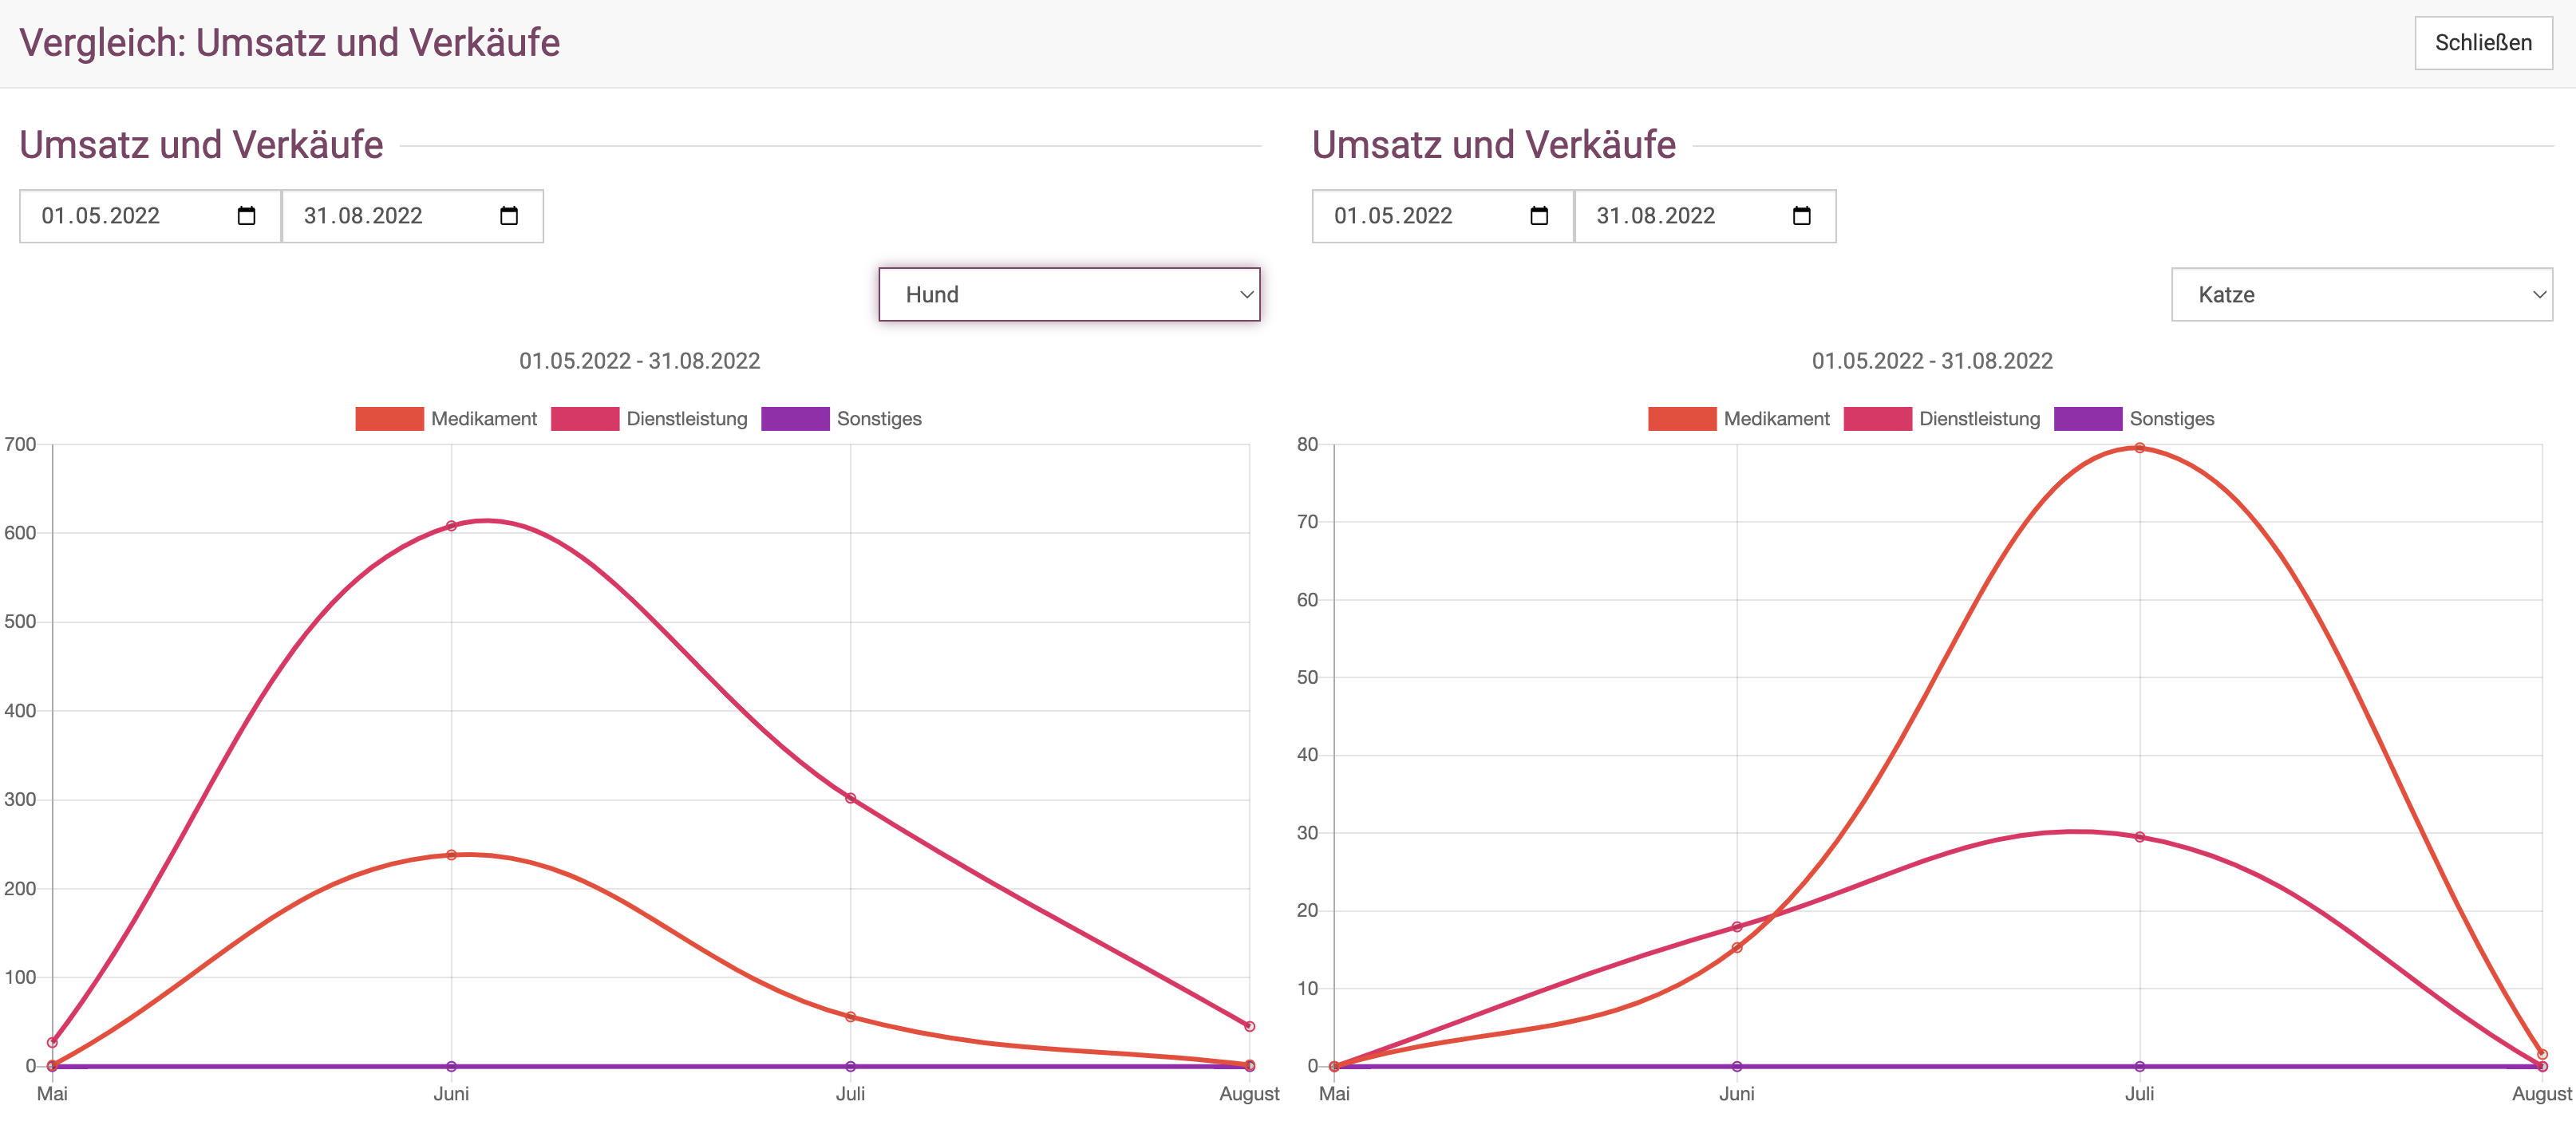 Vergleich: Umsatz und Verkäufe
Schließen
Umsatz und Verkäufe
01.05.2022
31.08.2022
Hund
01.05.2022 - 31.08.2022
Medikament
Dienstleistung
Sonstiges
700
600
500
400
300
200
100
0
Mai
Juni
Juli
August
Umsatz und Verkäufe
01.05.2022
31.08.2022
Katze
01.05.2022 - 31.08.2022
Medikament
Dienstleistung
Sonstiges
80
70
60
50
40
30
20
10
0
Mai
Juni
Juli
August